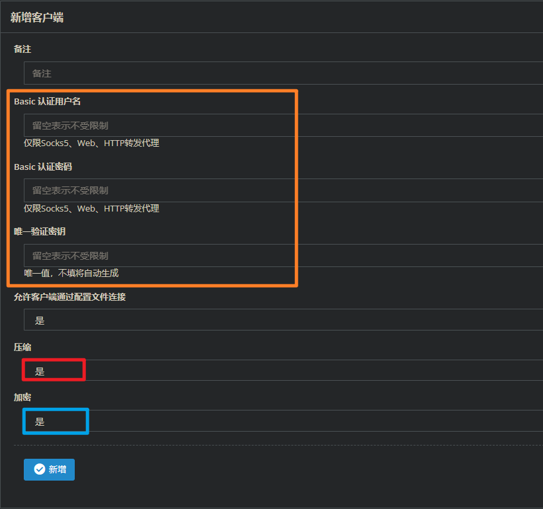 新增客户端
备注
备注
Basic 认证用户名
留空表示不受限制
仅限Socks5、Web、HTTP转发代理
Basic 认证密码
留空表示不受限制
仅限Socks5、Web、HTTP转发代理
唯一验证密钥
留空表示不受限制
唯一值，不填将自动生成
允许客户端通过配置文件连接
是
压缩
是
加密
是
新增